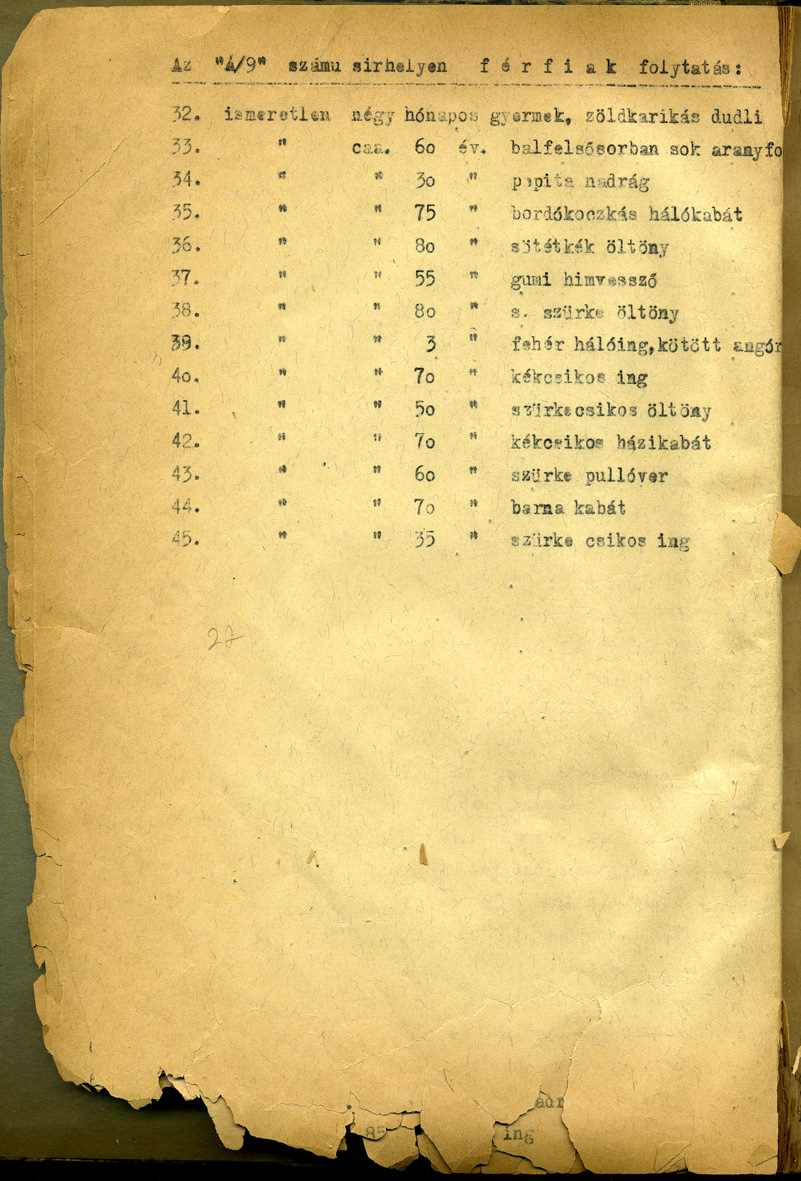 Az "A/9" számu sirhelyen f é r f i a k folytatás:
32. ismeretlen négy hónapos gyermek, zöldkarikás dudli
33. " caa. 60 év. balfelsősorban sok aranyfo
34. " " 3o " pepita nadrág
35. " " 75 " bordókoczkás hálókabát
36. " " 8o " sötétkék öltöny
37. " " 55 " gumi himvessző
38. " " 8o " s. szürke öltöny
39. " " 3 " fehér hálóing,kötött angór
4o. " " 7o " kékcsikos ing
41. " " 5o " szürkecsikos öltöny
42. " " 7o " kékcsikos házikabát
43. " " 6o " szürke pullóver
44. " " 7o " barna kabát
45. " " 35 " szürke csikos ing
27
adr
85 ing